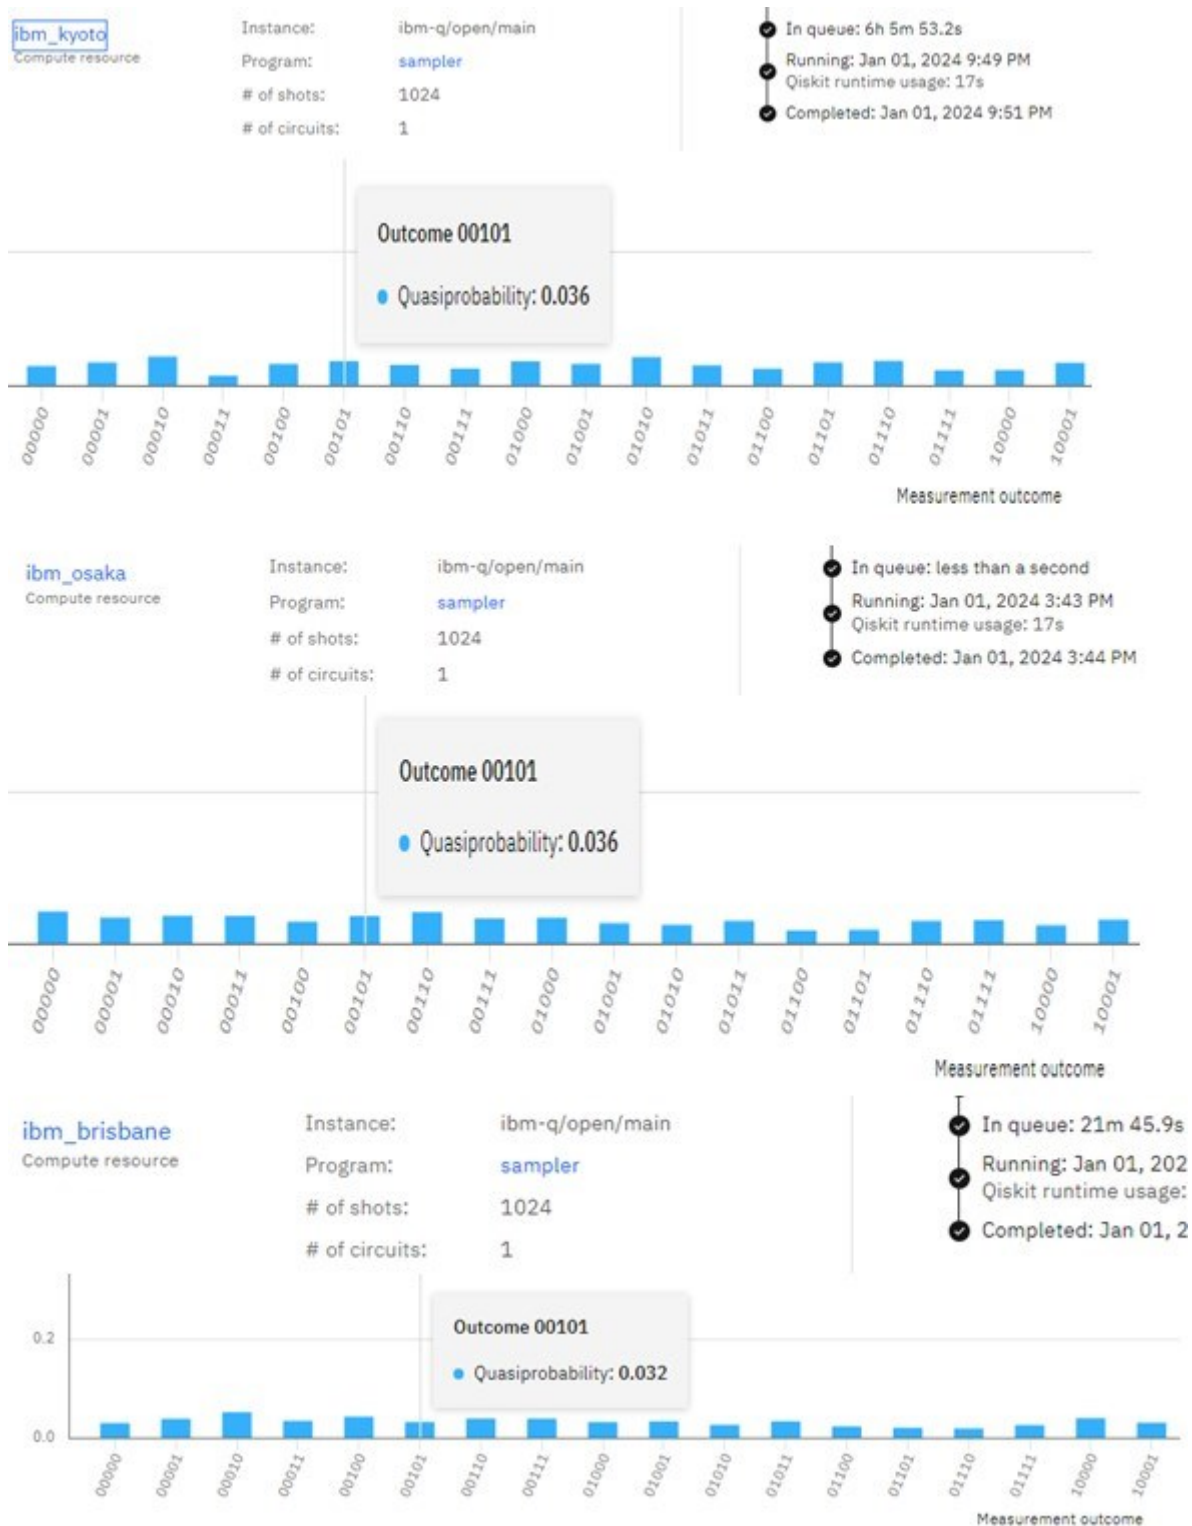 ibm_kyoto
Compute resource
Instance: ibm-q/open/main
Program: sampler
# of shots: 1024
# of circuits: 1
In queue: 6h 5m 53.2s
Running: Jan 01, 2024 9:49 PM
Qiskit runtime usage: 17s
Completed: Jan 01, 2024 9:51 PM
Outcome 00101
Quasiprobability: 0.036
00000 00001 00010 00011 00100 00101 00110 00111 01000 01001 01010 01011 01100 01101 01110 01111 10000 10001
Measurement outcome
ibm_osaka
Compute resource
Instance: ibm-q/open/main
Program: sampler
# of shots: 1024
# of circuits: 1
In queue: less than a second
Running: Jan 01, 2024 3:43 PM
Qiskit runtime usage: 17s
Completed: Jan 01, 2024 3:44 PM
Outcome 00101
Quasiprobability: 0.036
00000 00001 00010 00011 00100 00101 00110 00111 01000 01001 01010 01011 01100 01101 01110 01111 10000 10001
Measurement outcome
ibm_brisbane
Compute resource
Instance: ibm-q/open/main
Program: sampler
# of shots: 1024
# of circuits: 1
In queue: 21m 45.9s
Running: Jan 01, 202
Qiskit runtime usage:
Completed: Jan 01, 2
Outcome 00101
Quasiprobability: 0.032
0.2
0.0
00000 00001 00010 00011 00100 00101 00110 00111 01000 01001 01010 01011 01100 01101 01110 01111 10000 10001
Measurement outcome